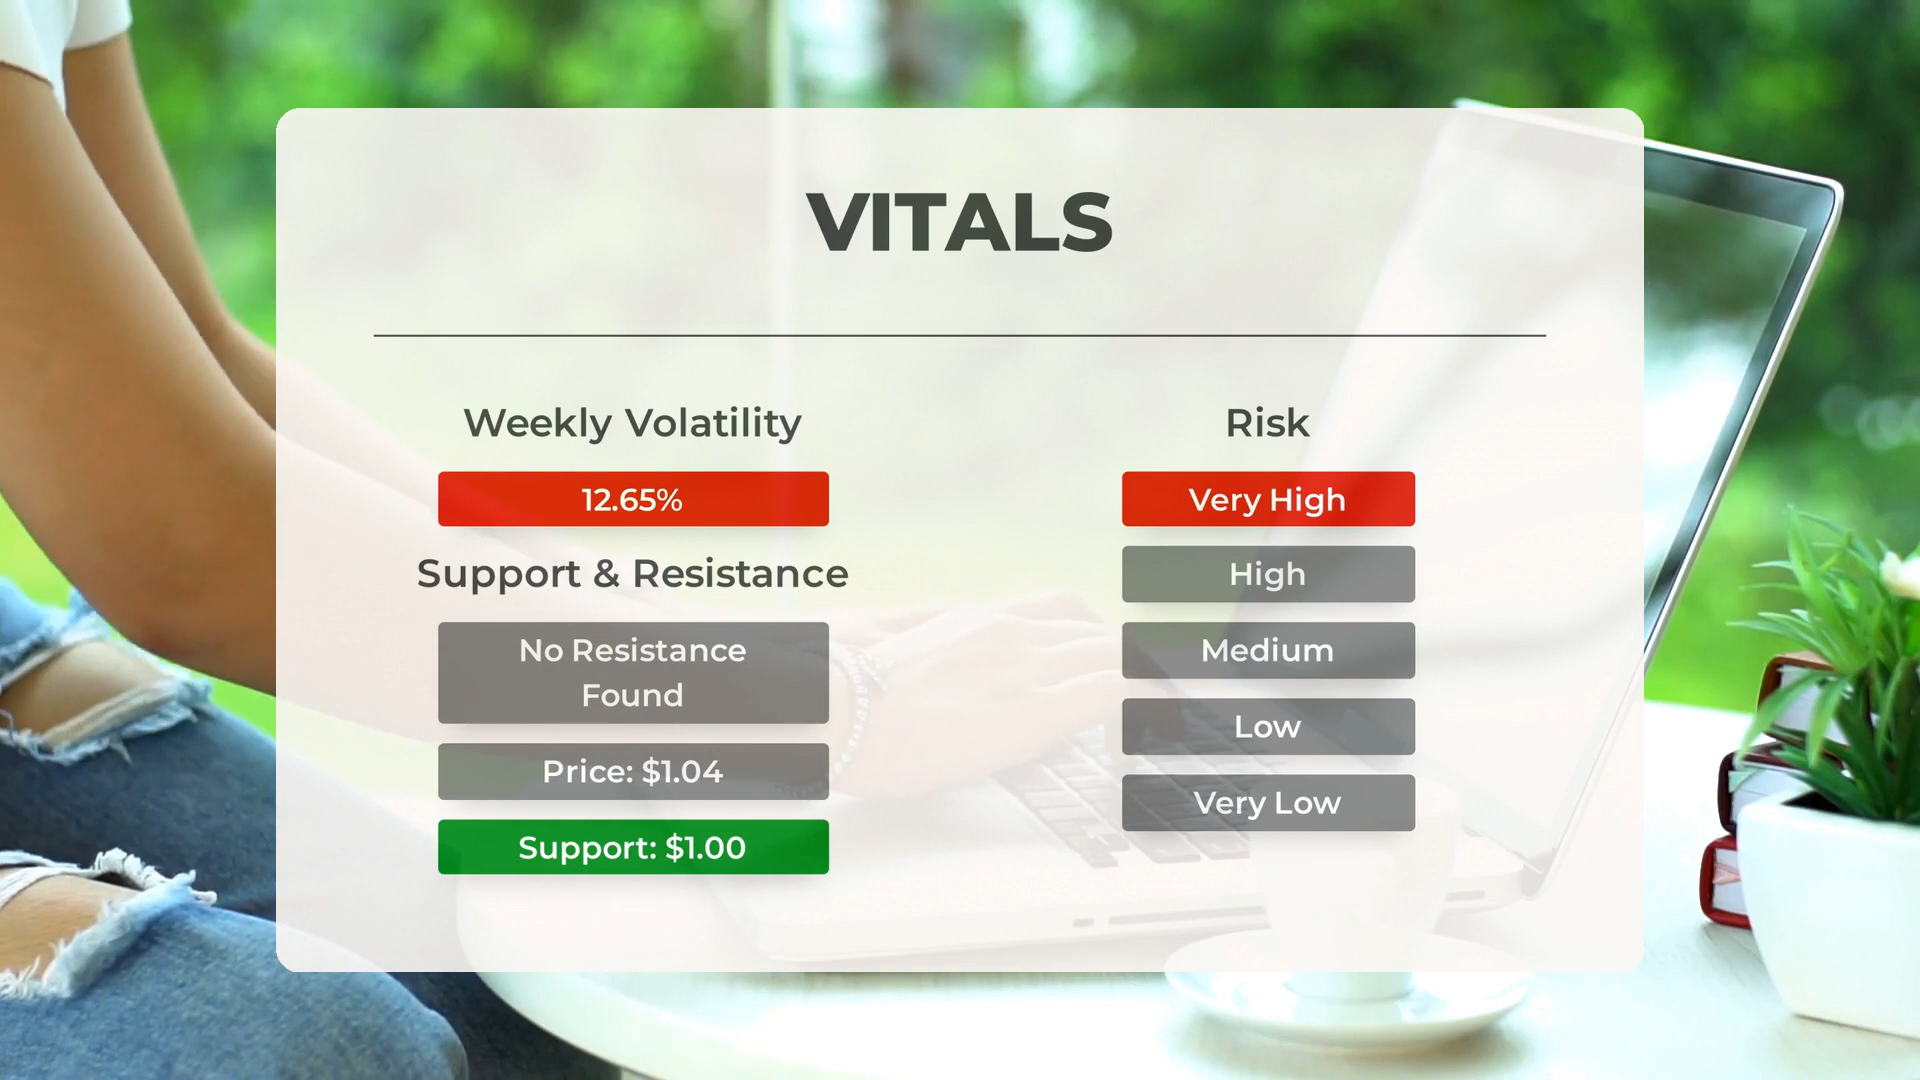 VITALS
Weekly Volatility
12.65%
Support & Resistance
No Resistance
Found
Price: $1.04
Support: $1.00
Risk
Very High
High
Medium
Low
Very Low